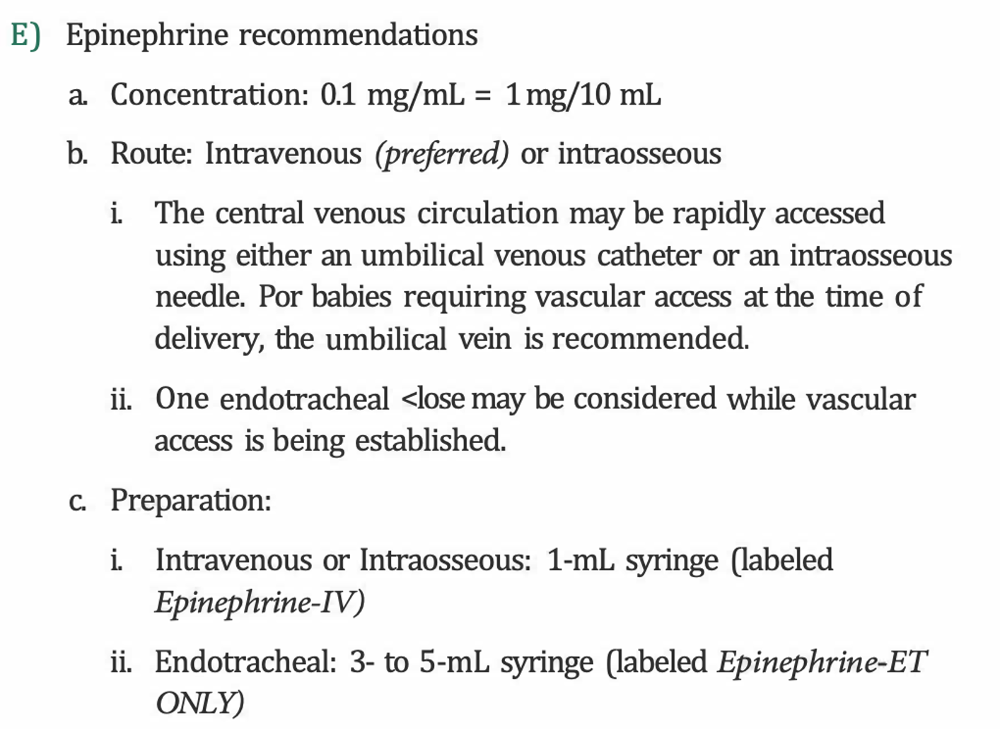 E) Epinephrine recommendations
a. Concentration: 0.1 mg/mL = 1 mg/10 mL
b. Route: Intravenous (preferred) or intraosseous
i. The central venous circulation may be rapidly accessed
using either an umbilical venous catheter or an intraosseous
needle. Por babies requiring vascular access at the time of
delivery, the umbilical vein is recommended.
ii. One endotracheal <lose may be considered while vascular
access is being established.
c. Preparation:
i. Intravenous or Intraosseous: 1-mL syringe (labeled
Epinephrine-IV)
ii. Endotracheal: 3- to 5-mL syringe (labeled Epinephrine-ET
ONLY)